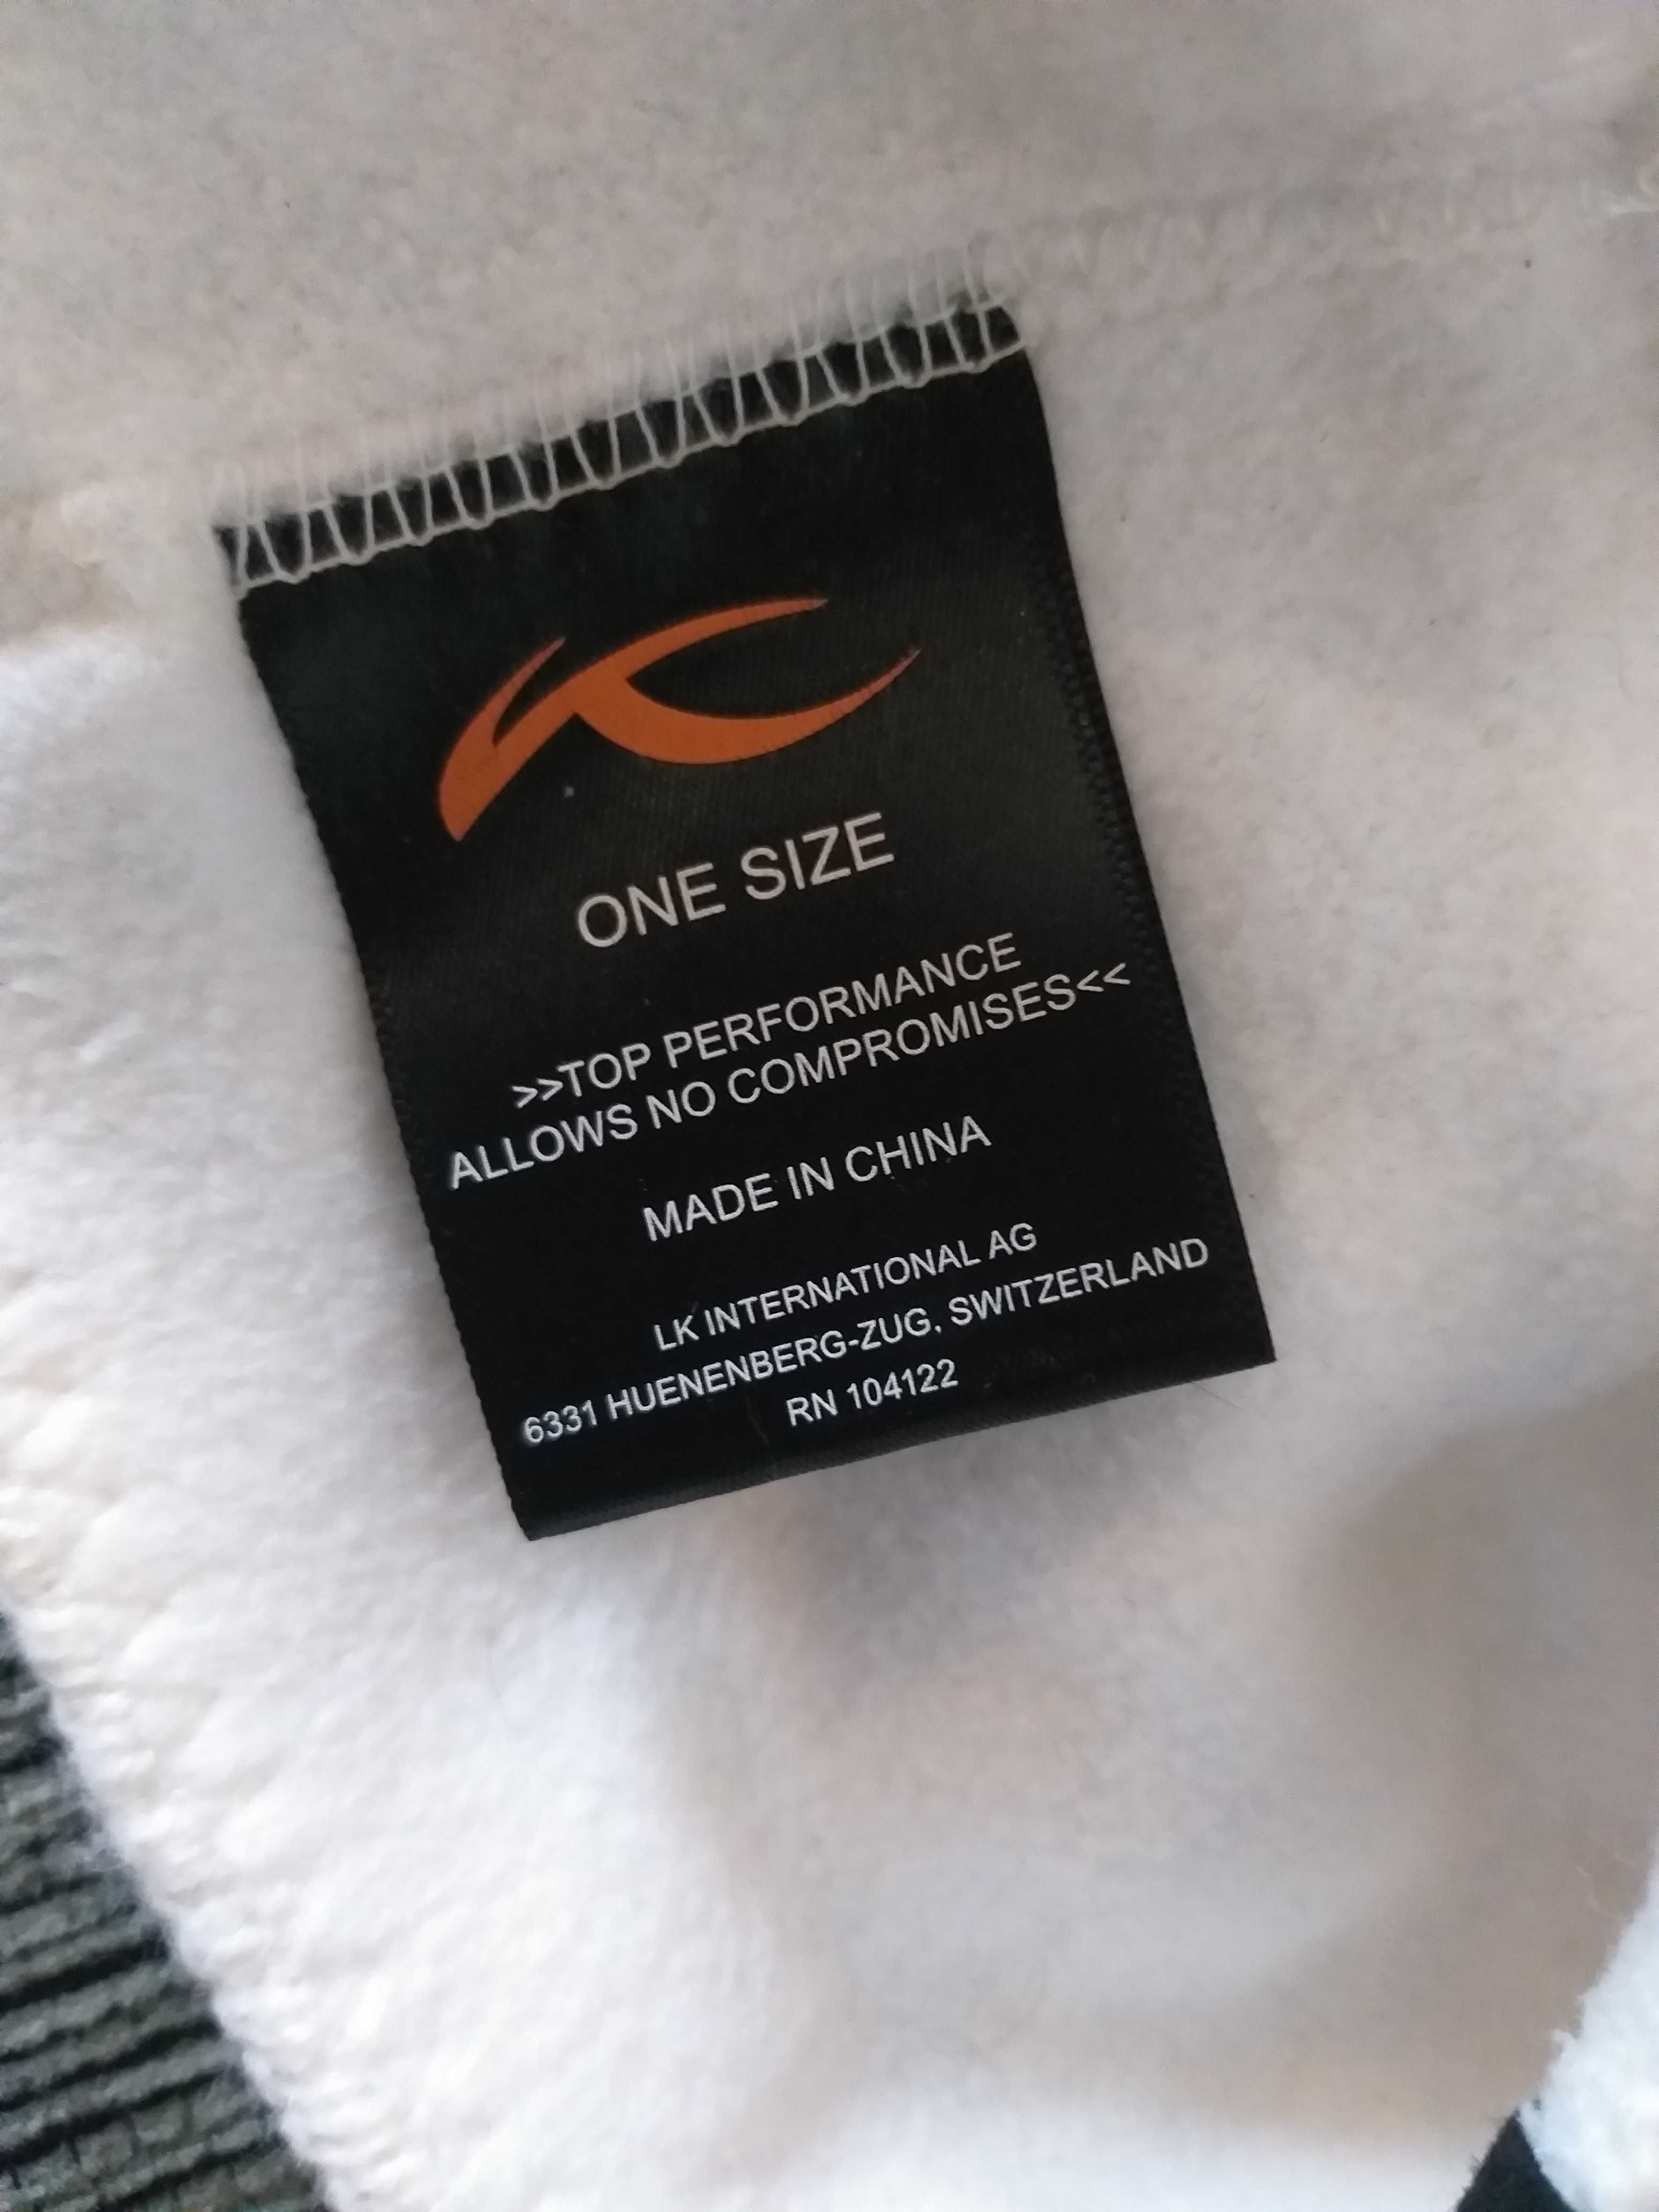 ONE SIZE
>>TOP PERFORMANCE
ALLOWS NO COMPROMISES<<
MADE IN CHINA
LK INTERNATIONAL AG
6331 HUENENBERG-ZUG, SWITZERLAND
RN 104122